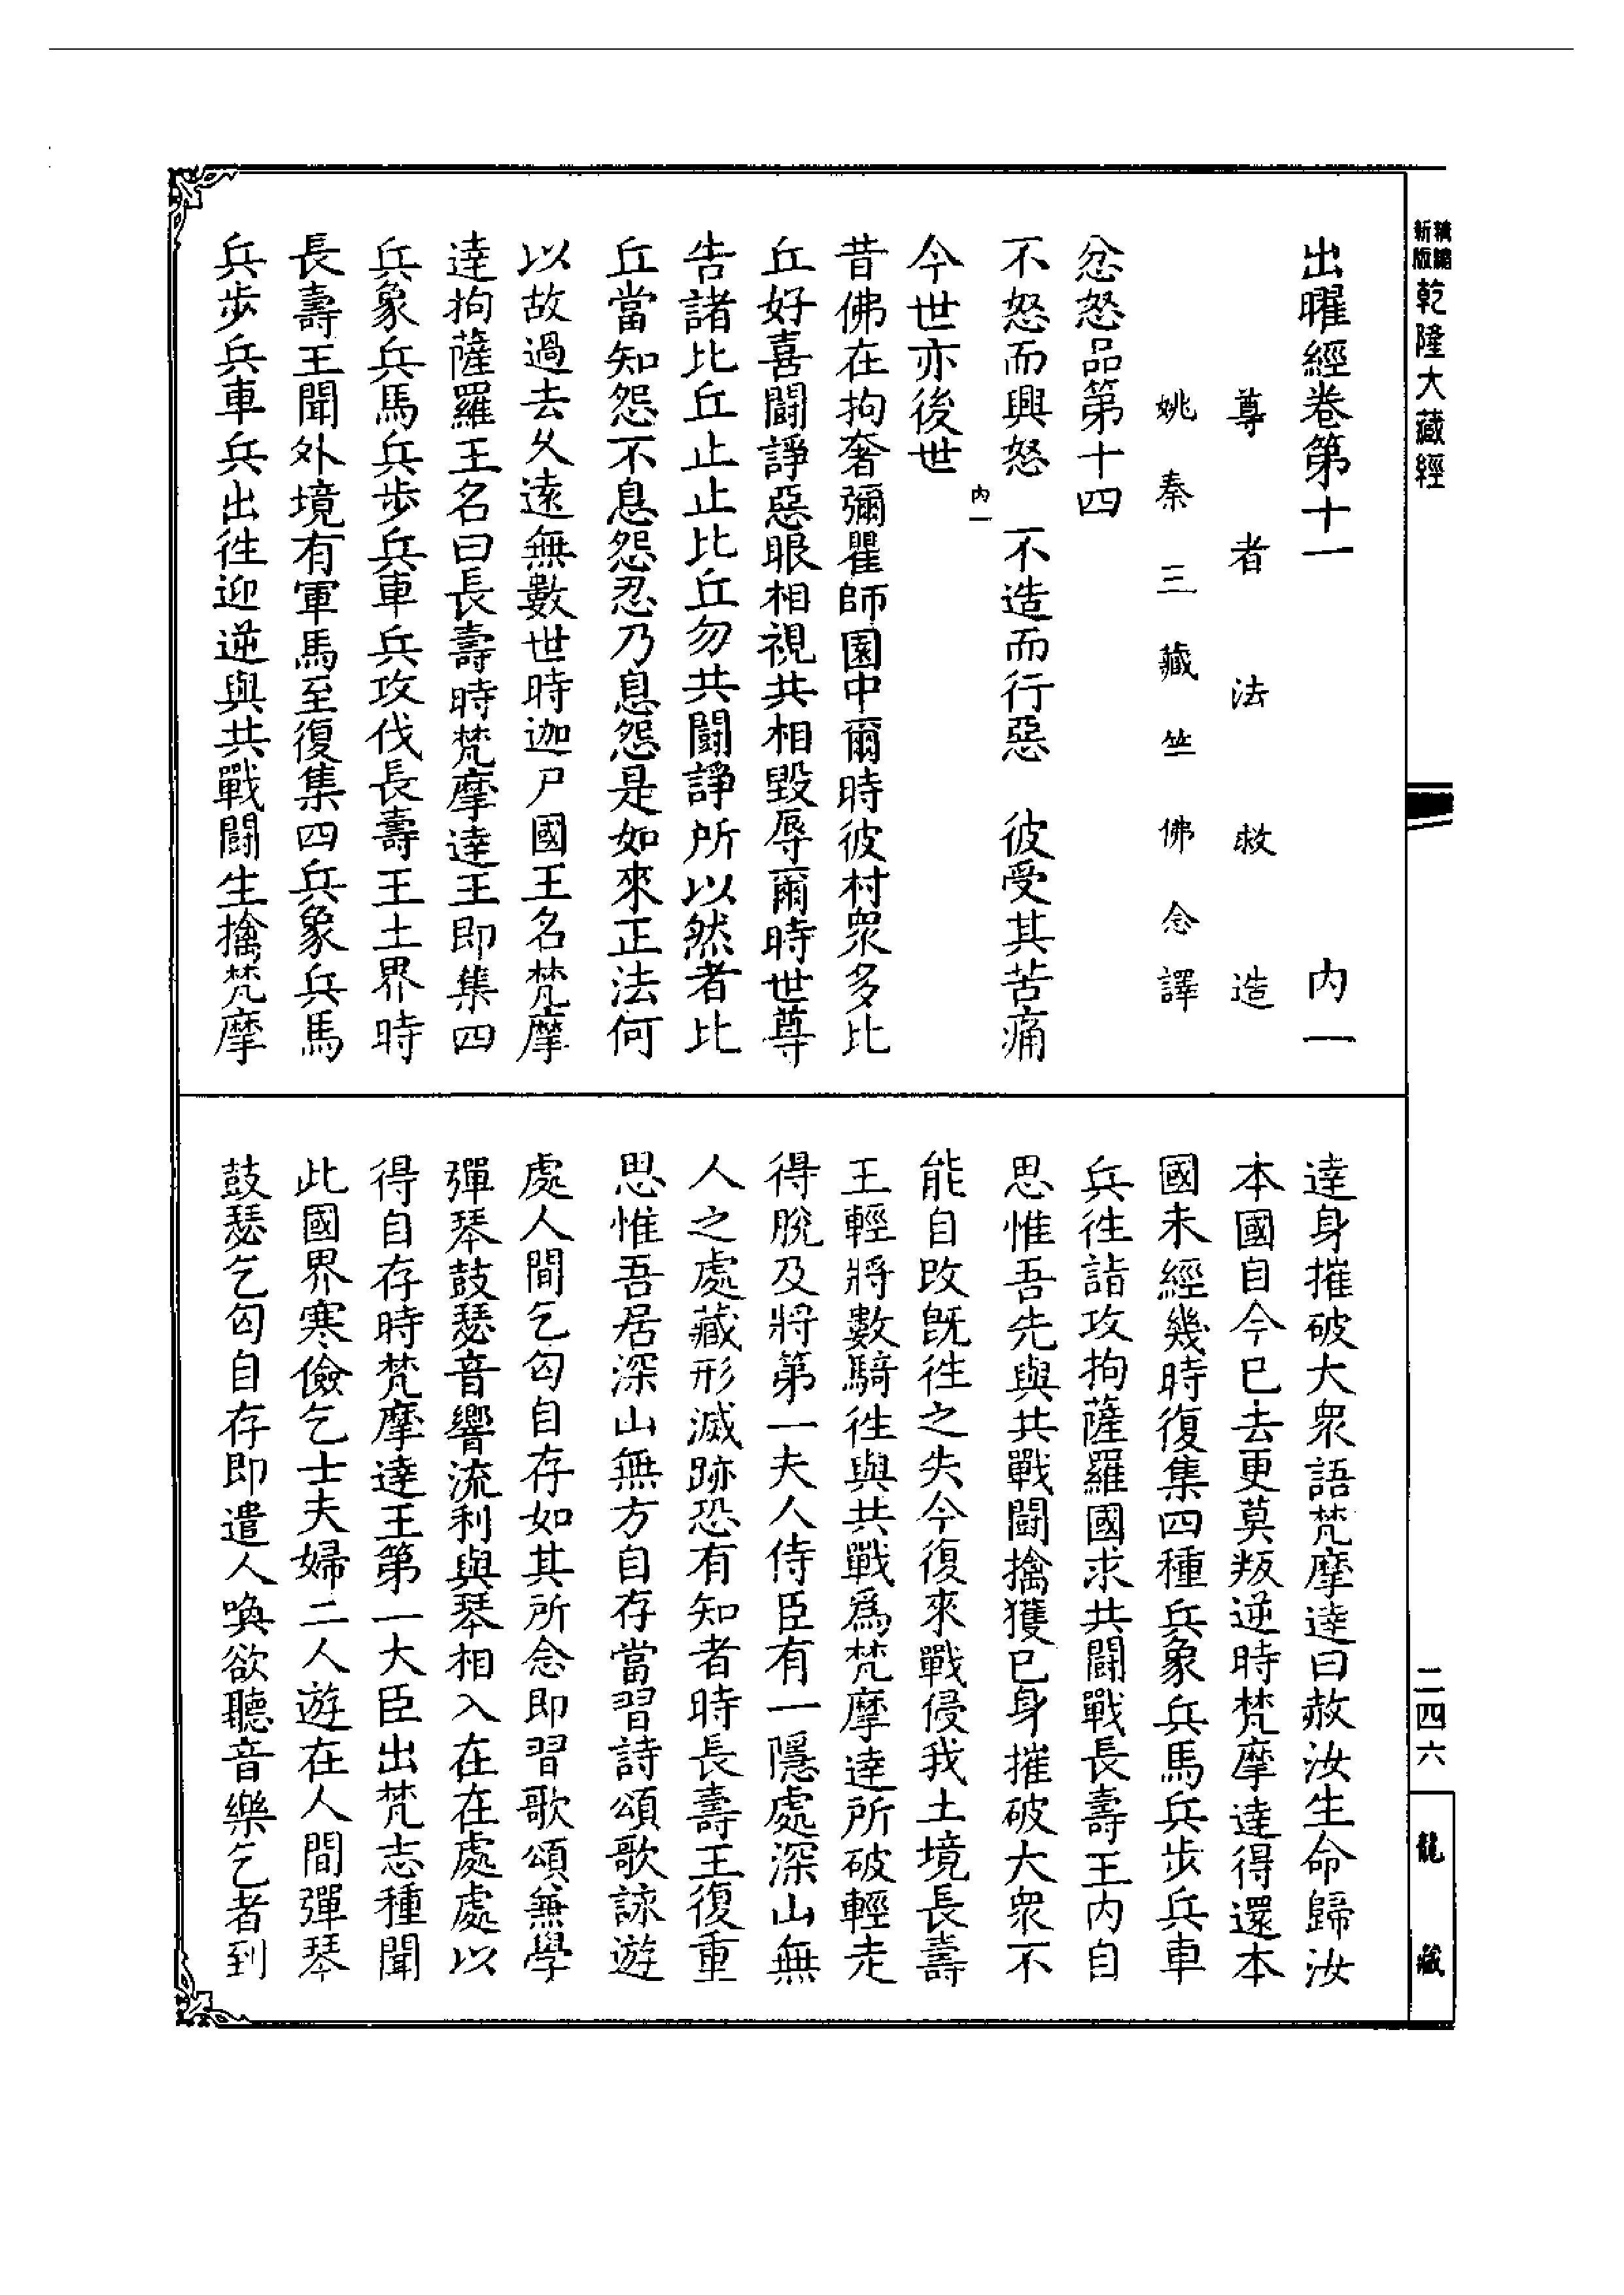 新版
精縮
乾隆大藏經
出曜經卷第十一 内一
尊者法救造
姚秦三藏竺佛念譯
忿怒品第十四
不怒而興怒 不造而行惡 彼受其苦痛
内一
今世亦後世
昔佛在拘奢彌瞿師園中爾時彼村衆多比
丘好喜鬪諍惡眼相視共相毀辱爾時世尊
告諸比丘止止比丘勿共鬪諍所以然者比
丘當知怨不息怨忍乃息怨是如來正法何
以故過去久遠無數世時迦尸國王名梵摩
達拘薩羅王名曰長壽時梵摩達王即集四
兵象兵馬兵步兵車兵攻伐長壽王土界時
長壽王聞外境有軍馬至復集四兵象兵馬
兵步兵車兵出徃迎逆與共戰鬪生擒梵摩
達身摧破大衆語梵摩達曰赦汝生命歸汝
本國自今已去更莫叛逆時梵摩達得還本
國未經幾時復集四種兵象兵馬兵步兵車
兵徃詣攻拘薩羅國求共鬪戰長壽王内自
思惟吾先與共戰鬪擒獲已身摧破大衆不
能自改既徃之失今復來戰侵我土境長壽
王輕將數騎徃與共戰爲梵摩達所破輕走
得脫及將第一夫人侍臣有一隱處深山無
人之處藏形滅跡恐有知者時長壽王復重
思惟吾居深山無方自存當習詩頌歌詠遊
處人間乞匃自存如其所念即習歌頌兼學
彈琴鼓瑟音響流利與琴相入在在處處以
得自存時梵摩達王第一大臣出梵志種聞
此國界寒儉乞士夫婦二人遊在人間彈琴
鼓瑟乞匃自存即遣人喚欲聽音樂乞者到
二四六
龍藏